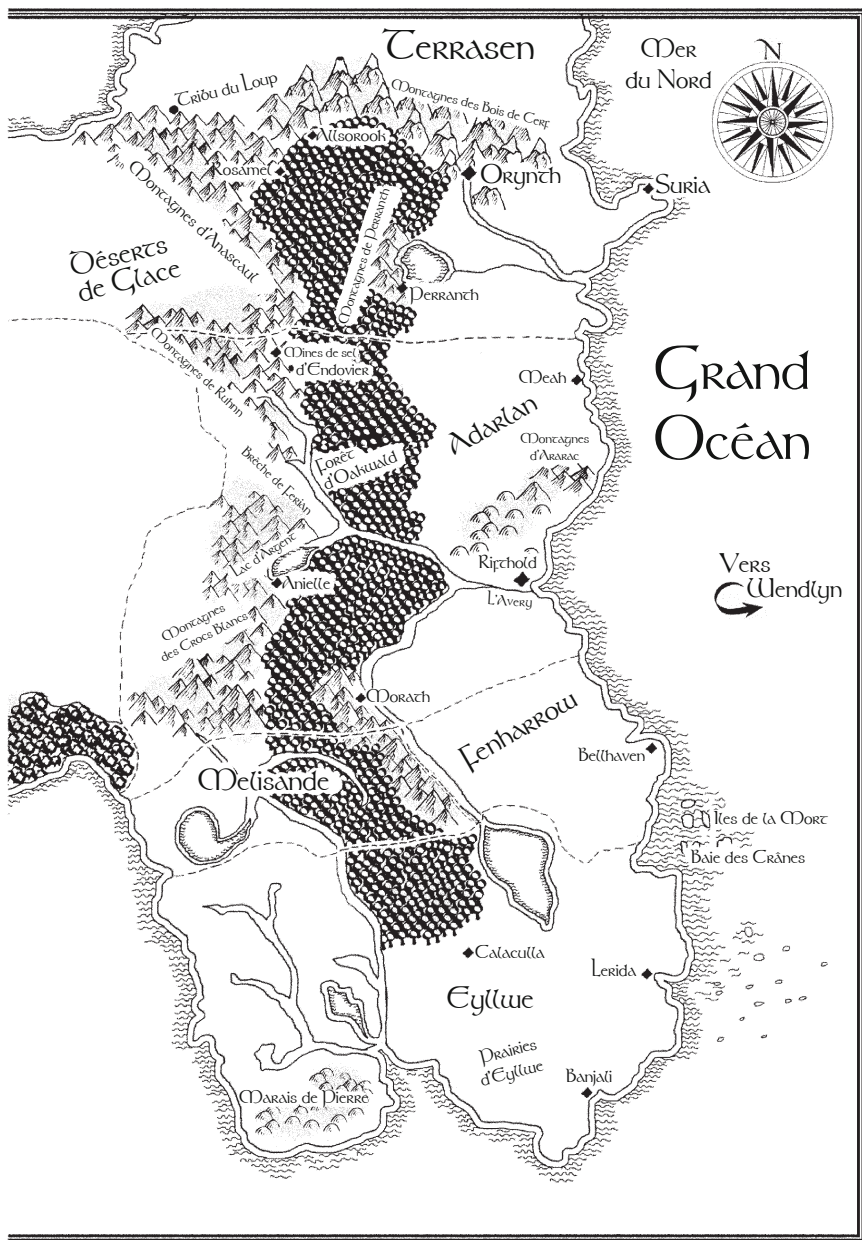 Terrasen
Mer
du Nord
N
Tribu du Loup
Montagnes des Bois de Cerf
Allsbrook
Rosamel
Orynth
Suria
Montagnes d'Anascaul
Montagnes de Perranth
Déserts
de Glace
Perranth
Mines de sel
d'Endovier
Montagnes de Ruhnn
Meah
Grand
Océan
Adarlan
Montagnes
d'Ararac
Forêt
d'Oakwald
Brèche de Ferian
Lac d'Argent
Anielle
Rifthold
L'Avery
Vers
Wendlyn
Montagnes
des Crocs Blancs
Morath
Fenharrow
Bellhaven
Melisande
Îles de la Mort
Baie des Crânes
Calaculla
Lerida
Eyllwe
Prairies
d'Eyllwe
Banjali
Marais de Pierre